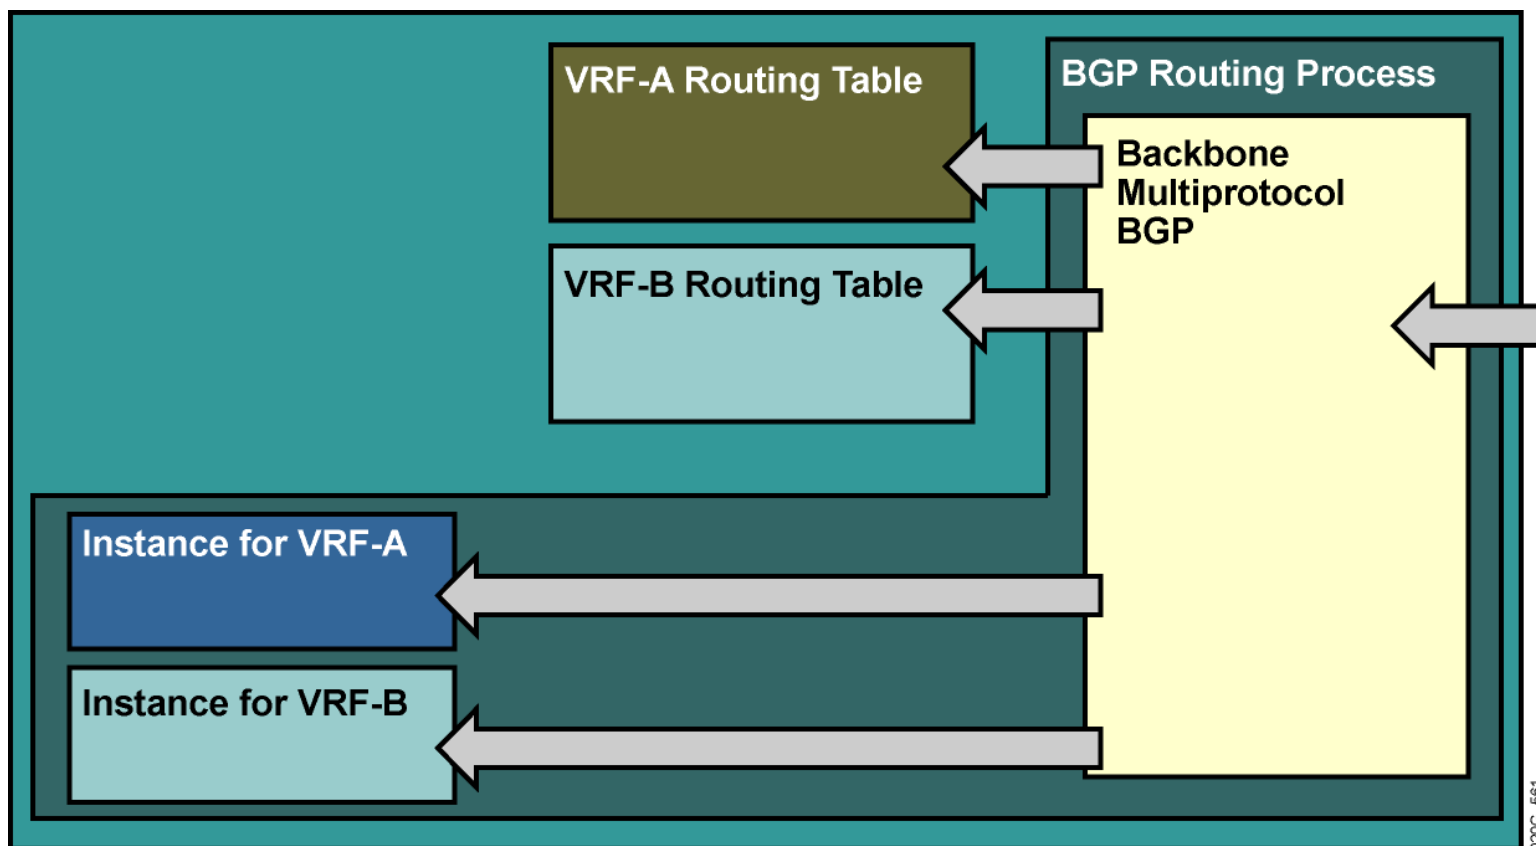 VRF-A Routing Table
BGP Routing Process
Backbone
Multiprotocol
BGP
VRF-B Routing Table
Instance for VRF-A
Instance for VRF-B